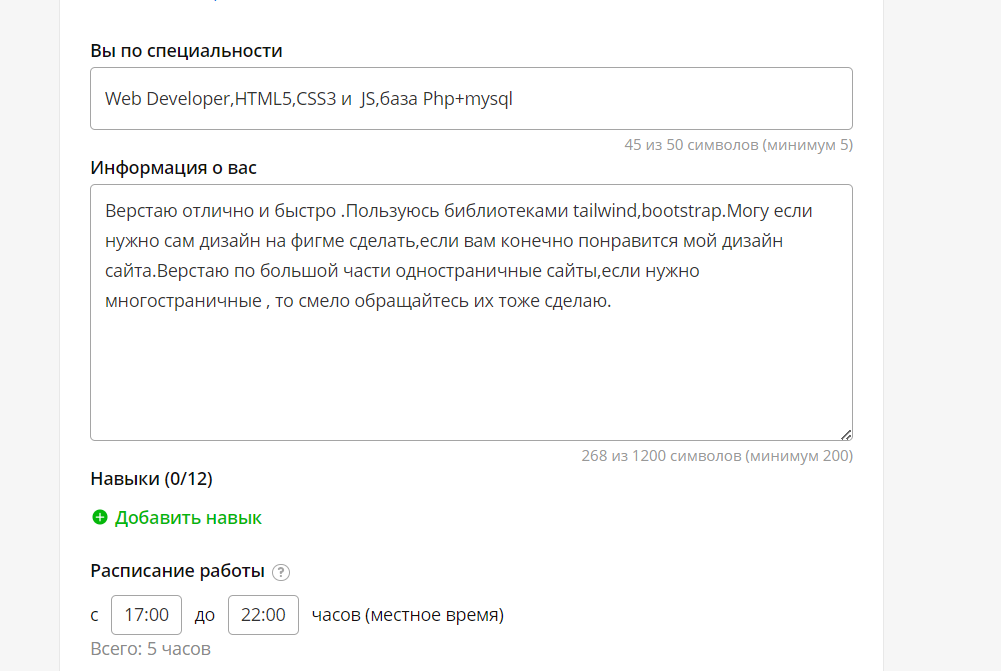 Вы по специальности
Web Developer,HTML5,CSS3 и  JS,база Php+mysql
45 из 50 символов (минимум 5)
Информация о вас
Верстаю отлично и быстро .Пользуюсь библиотеками tailwind,bootstrap.Могу если
нужно сам дизайн на фигме сделать,если вам конечно понравится мой дизайн
сайта.Верстаю по большой части одностраничные сайты,если нужно
многостраничные , то смело обращайтесь их тоже сделаю.
268 из 1200 символов (минимум 200)
Навыки (0/12)
Добавить навык
Расписание работы ?
с 17:00 до 22:00 часов (местное время)
Всего: 5 часов